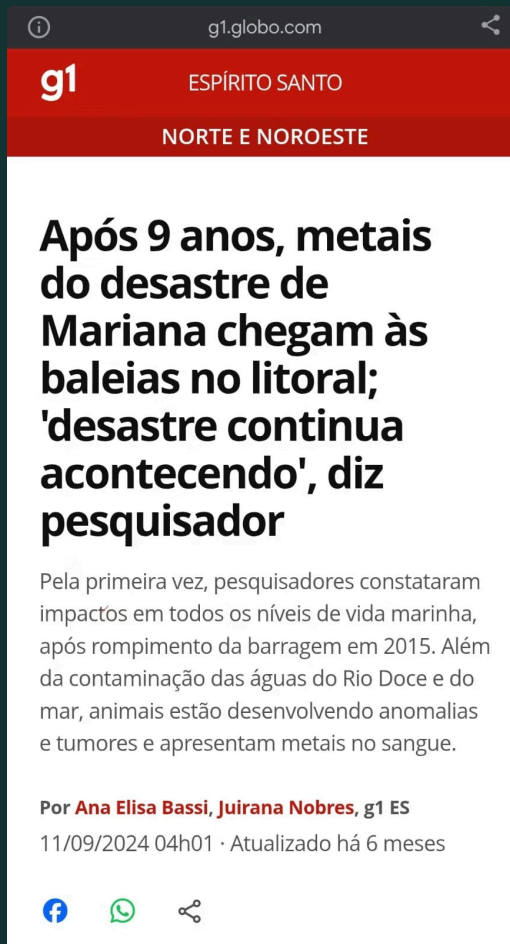 g1.globo.com
g1
ESPÍRITO SANTO
NORTE E NOROESTE
Após 9 anos, metais
do desastre de
Mariana chegam às
baleias no litoral;
'desastre continua
acontecendo', diz
pesquisador
Pela primeira vez, pesquisadores constataram
impactos em todos os níveis de vida marinha,
após rompimento da barragem em 2015. Além
da contaminação das águas do Rio Doce e do
mar, animais estão desenvolvendo anomalias
e tumores e apresentam metais no sangue.
Por Ana Elisa Bassi, Juirana Nobres, g1 ES
11/09/2024 04h01 · Atualizado há 6 meses